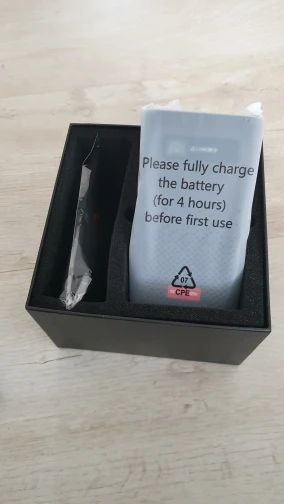 Please fully charge
the battery
(for 4 hours)
before first use
07
CPE